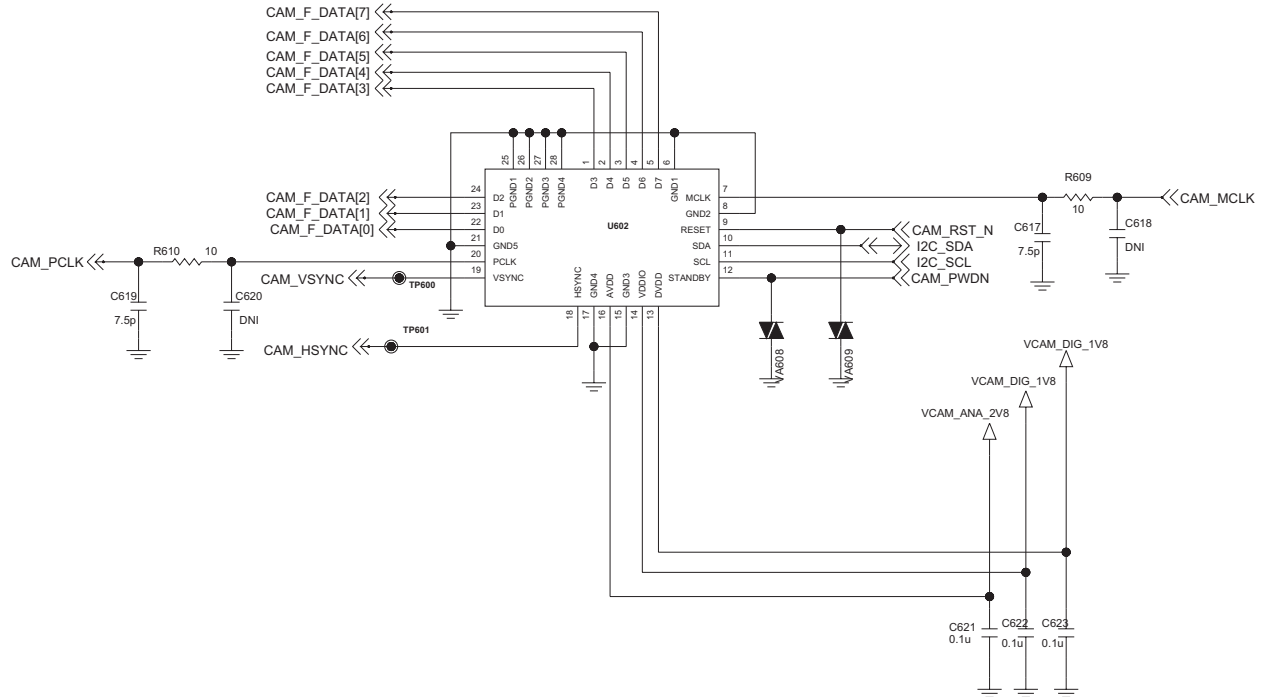 CAM_F_DATA[7]
CAM_F_DATA[6]
CAM_F_DATA[5]
CAM_F_DATA[4]
CAM_F_DATA[3]
25
26
27
28
1
2
3
4
5
6
PGND1
PGND2
PGND3
PGND4
D3
D4
D5
D6
D7
GND1
CAM_F_DATA[2]
24
D2
CAM_F_DATA[1]
23
D1
CAM_F_DATA[0]
22
D0
21
GND5
20
PCLK
19
VSYNC
U602
MCLK
7
GND2
8
RESET
9
SDA
10
SCL
11
STANDBY
12
R609
10
CAM_MCLK
C617
7.5p
C618
DNI
CAM_RST_N
I2C_SDA
I2C_SCL
CAM_PWDN
CAM_PCLK
R610
10
CAM_VSYNC
TP600
C619
7.5p
C620
DNI
HSYNC
GND4
AVDD
GND3
VDDIO
DVDD
18
17
16
15
14
13
TP601
CAM_HSYNC
VA608
VA609
VCAM_DIG_1V8
VCAM_DIG_1V8
VCAM_ANA_2V8
C621
0.1u
C622
0.1u
C623
0.1u